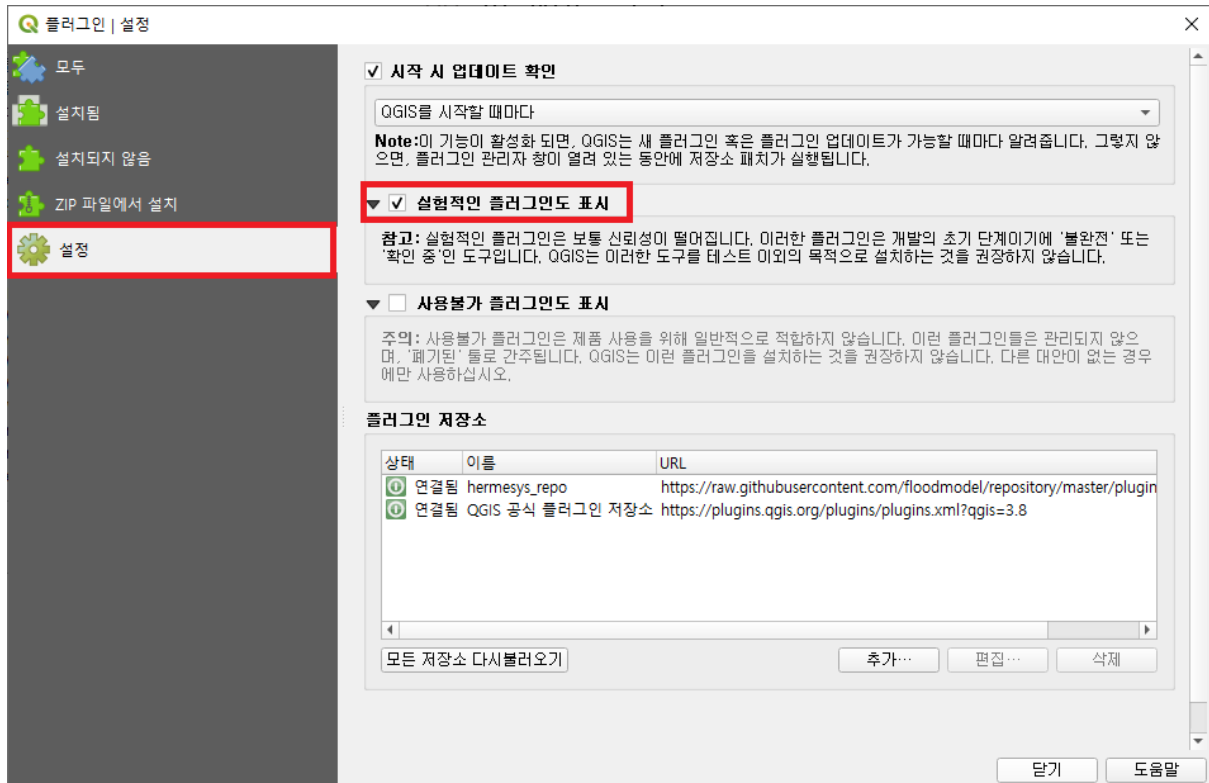 플러그인 | 설정
모두
설치됨
설치되지 않음
ZIP 파일에서 설치
설정
시작 시 업데이트 확인
QGIS를 시작할 때마다
Note:이 기능이 활성화 되면, QGIS는 새 플러그인 혹은 플러그인 업데이트가 가능할 때마다 알려줍니다. 그렇지 않
으면, 플러그인 관리자 창이 열려 있는 동안에 저장소 패치가 실행됩니다.
실험적인 플러그인도 표시
참고: 실험적인 플러그인은 보통 신뢰성이 떨어집니다. 이러한 플러그인은 개발의 초기 단계이기에 '불완전' 또는
'확인 중'인 도구입니다. QGIS는 이러한 도구를 테스트 이외의 목적으로 설치하는 것을 권장하지 않습니다.
사용불가 플러그인도 표시
주의: 사용불가 플러그인은 제품 사용을 위해 일반적으로 적합하지 않습니다. 이런 플러그인들은 관리되지 않으
며, '폐기된' 툴로 간주됩니다. QGIS는 이런 플러그인을 설치하는 것을 권장하지 않습니다. 다른 대안이 없는 경우
에만 사용하십시오.
플러그인 저장소
상태 이름 URL
연결됨 hermesys_repo https://raw.githubusercontent.com/floodmodel/repository/master/plugin
연결됨 QGIS 공식 플러그인 저장소 https://plugins.qgis.org/plugins/plugins.xml?qgis=3.8
모든 저장소 다시불러오기 추가… 편집… 삭제
닫기 도움말